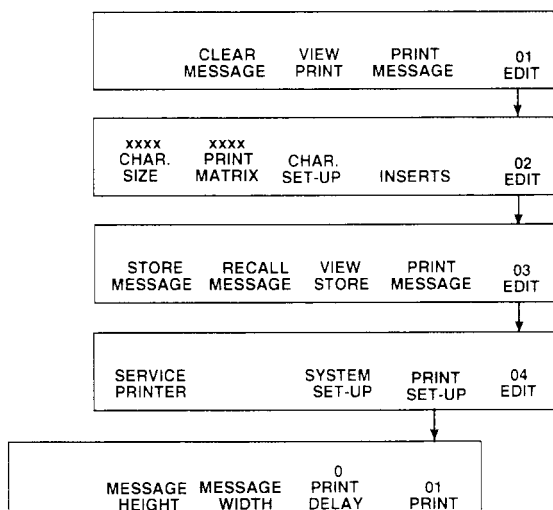 CLEAR MESSAGE VIEW PRINT PRINT MESSAGE 01 EDIT
XXXX CHAR. SIZE XXXX PRINT MATRIX CHAR. SET-UP INSERTS 02 EDIT
STORE MESSAGE RECALL MESSAGE VIEW STORE PRINT MESSAGE 03 EDIT
SERVICE PRINTER SYSTEM SET-UP PRINT SET-UP 04 EDIT
MESSAGE HEIGHT MESSAGE WIDTH 0 PRINT DELAY 01 PRINT